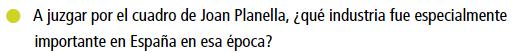 A juzgar por el cuadro de Joan Planella, ¿qué industria fue especialmente
importante en España en esa época?